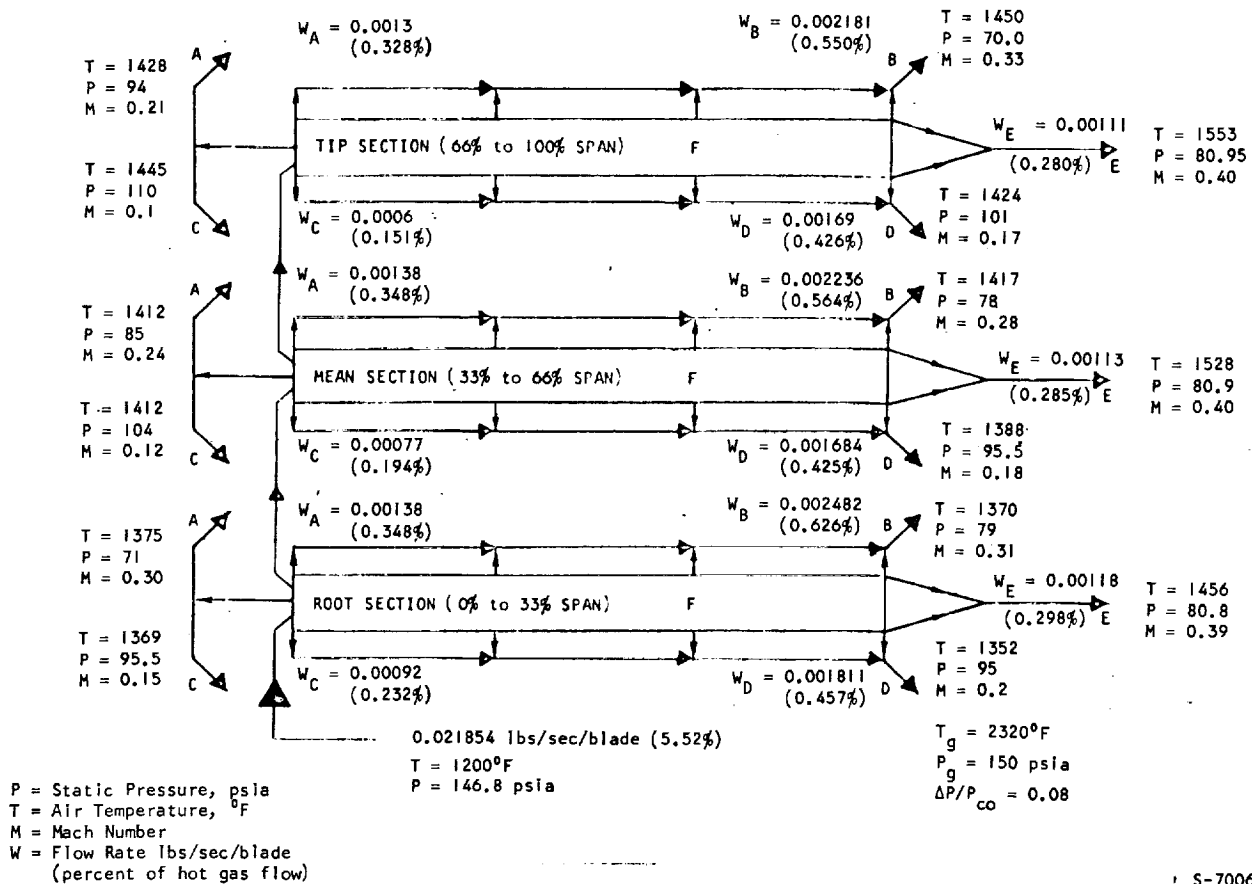 W_A = 0.0013
(0.328%)
W_B = 0.002181
(0.550%)
T = 1450
P = 70.0
M = 0.33
A
B
T = 1428
P = 94
M = 0.21
TIP SECTION (66% to 100% SPAN)
F
W_E = 0.00111
(0.280%)
E
T = 1553
P = 80.95
M = 0.40
T = 1445
P = 110
M = 0.1
C
W_C = 0.0006
(0.151%)
W_D = 0.00169
(0.426%)
D
T = 1424
P = 101
M = 0.17
W_A = 0.00138
(0.348%)
W_B = 0.002236
(0.564%)
T = 1417
P = 78
M = 0.28
A
B
T = 1412
P = 85
M = 0.24
MEAN SECTION (33% to 66% SPAN)
F
W_E = 0.00113
(0.285%)
E
T = 1528
P = 80.9
M = 0.40
T = 1412
P = 104
M = 0.12
C
W_C = 0.00077
(0.194%)
W_D = 0.001684
(0.425%)
D
T = 1388
P = 95.5
M = 0.18
W_A = 0.00138
(0.348%)
W_B = 0.002482
(0.626%)
T = 1370
P = 79
M = 0.31
A
B
T = 1375
P = 71
M = 0.30
ROOT SECTION (0% to 33% SPAN)
F
W_E = 0.00118
(0.298%)
E
T = 1456
P = 80.8
M = 0.39
T = 1369
P = 95.5
M = 0.15
C
W_C = 0.00092
(0.232%)
W_D = 0.001811
(0.457%)
D
T = 1352
P = 95
M = 0.2
0.021854 lbs/sec/blade (5.52%)
T = 1200⁰F
P = 146.8 psia
T_g = 2320⁰F
P_g = 150 psia
ΔP/P_co = 0.08
P = Static Pressure, psia
T = Air Temperature, ⁰F
M = Mach Number
W = Flow Rate lbs/sec/blade
(percent of hot gas flow)
S-7006